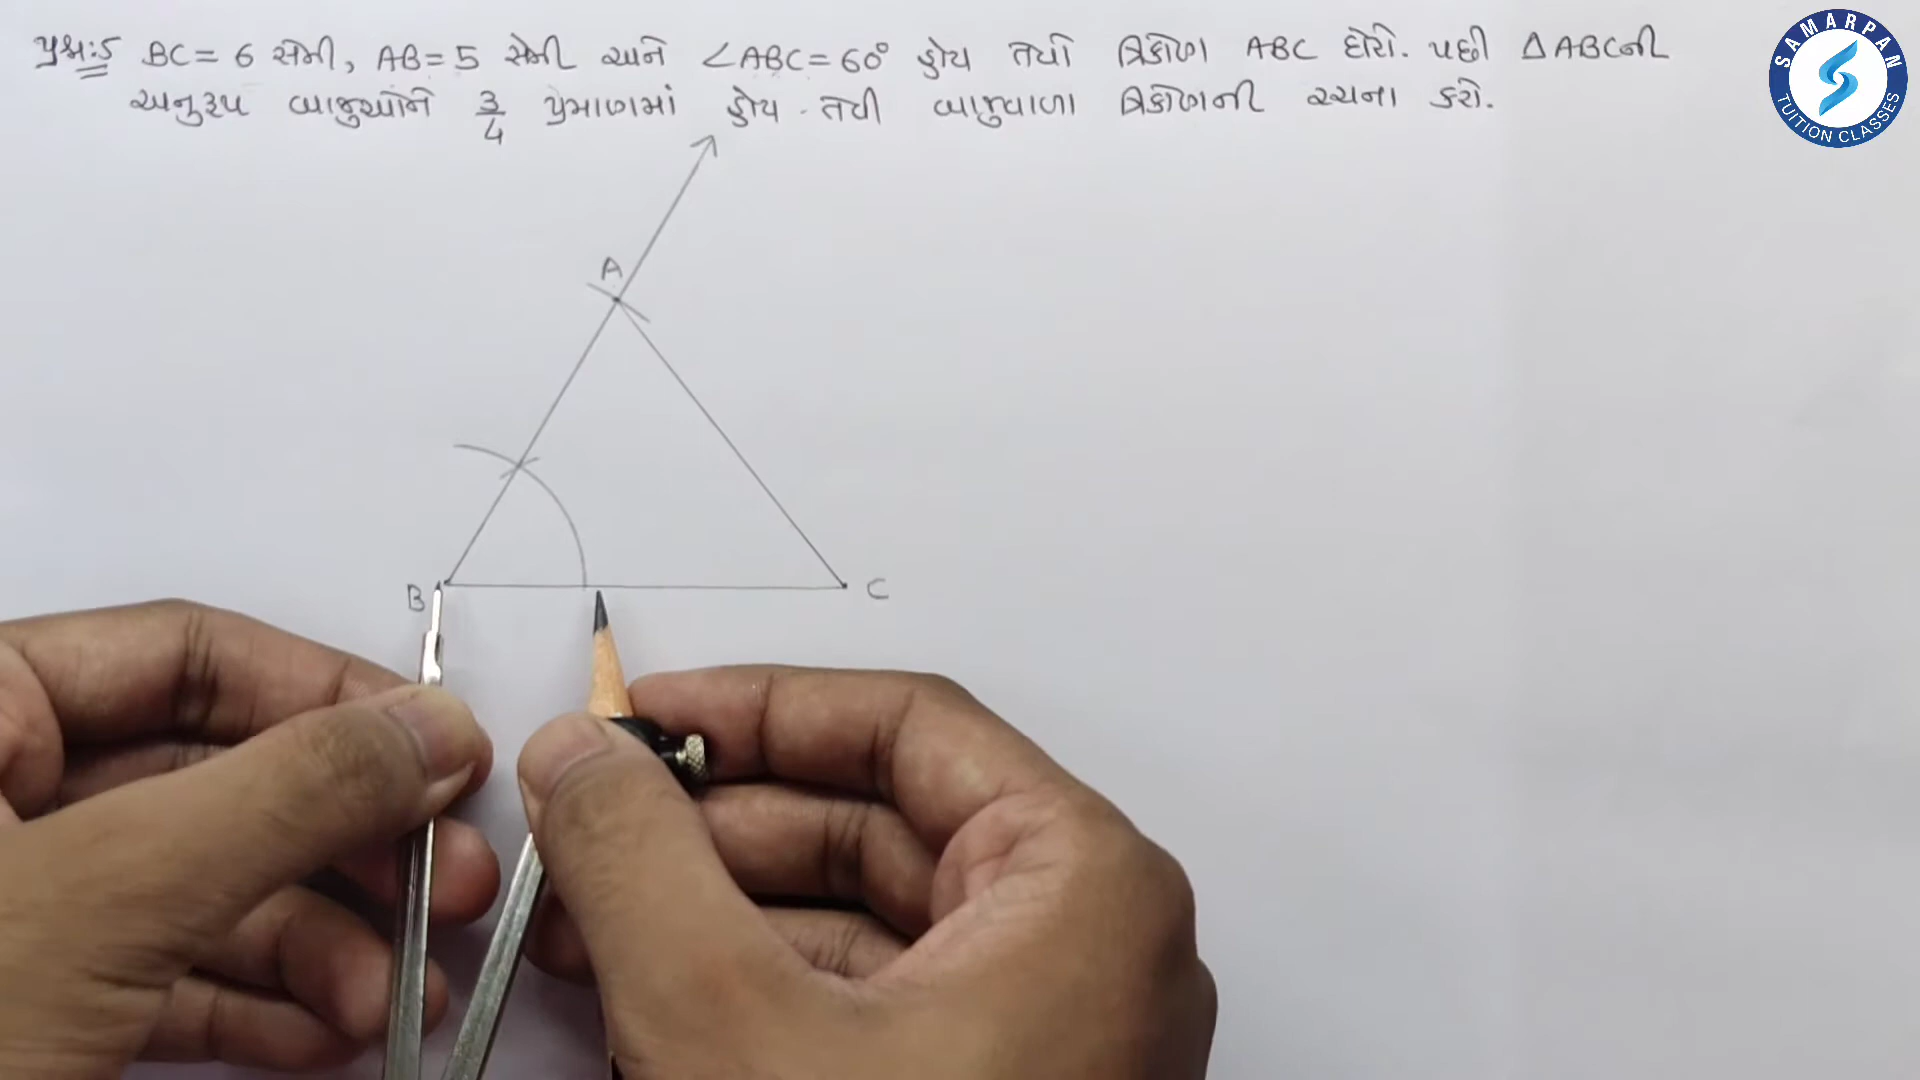 પ્રશ્ન:5 BC = 6 સેમી, AB = 5 સેમી અને ∠ABC = 60° હોય તેવો ત્રિકોણ ABC દોરો. પછી △ABCની
અનુરૂપ બાજુઓને 3/4 પ્રમાણમાં હોય તેવી બાજુવાળા ત્રિકોણની રચના કરો.
A
B
C
SAMARPAN
TUITION CLASSES